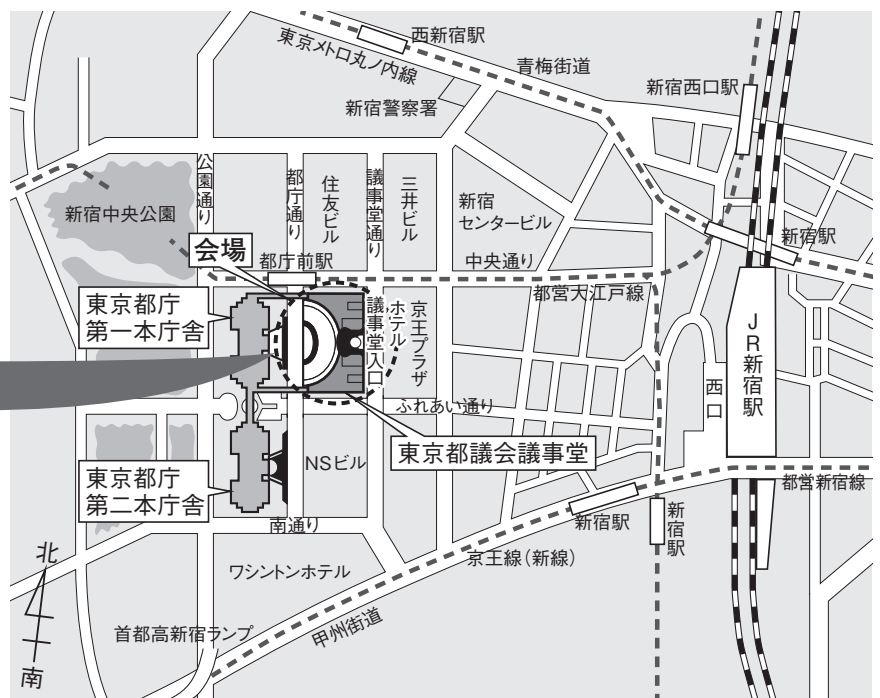 西新宿駅
東京メトロ丸ノ内線
青梅街道
新宿西口駅
新宿警察署
公園通り
都庁通り
住友ビル
議事堂通り
三井ビル
新宿
センタービル
新宿中央公園
新宿駅
会場
都庁前駅
中央通り
都営大江戸線
東京都庁
第一本庁舎
議事堂入口
ホテル
京王プラザ
JR新宿駅
西口
ふれあい通り
東京都議会議事堂
NSビル
東京都庁
第二本庁舎
都営新宿線
新宿駅
新宿駅
南通り
京王線(新線)
ワシントンホテル
甲州街道
首都高新宿ランプ
北
南